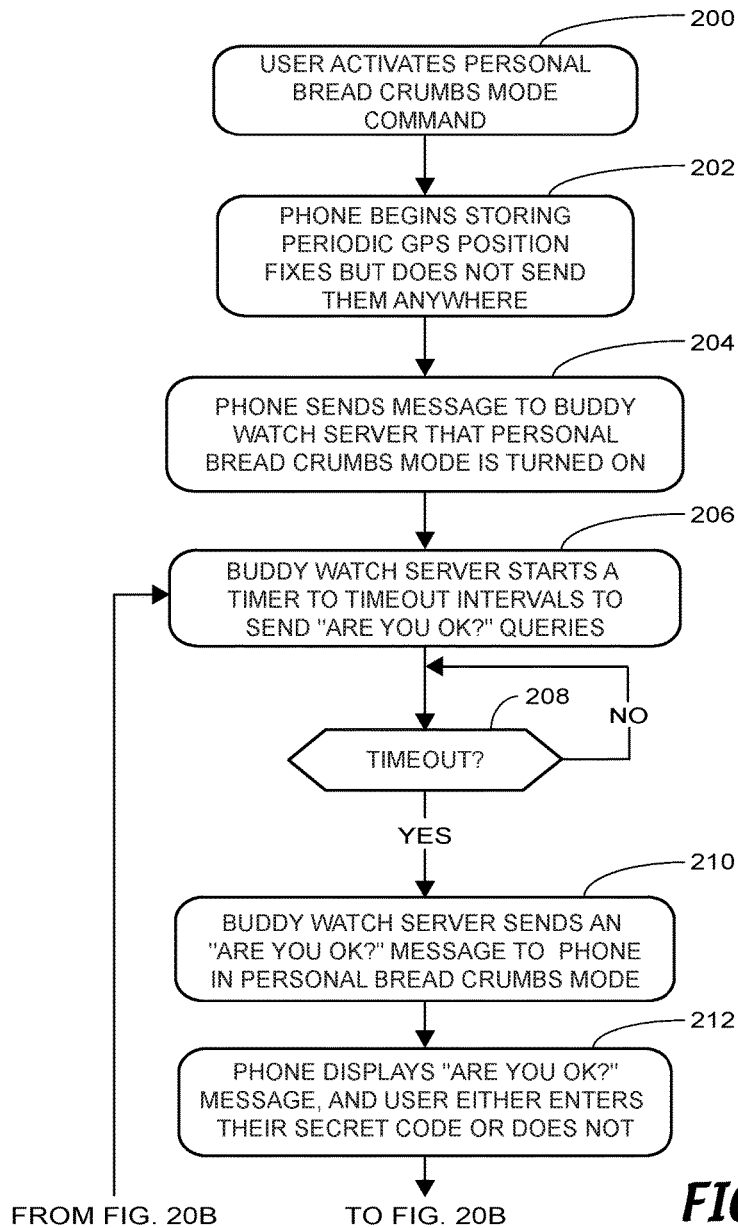 200
USER ACTIVATES PERSONAL
BREAD CRUMBS MODE
COMMAND
202
PHONE BEGINS STORING
PERIODIC GPS POSITION
FIXES BUT DOES NOT SEND
THEM ANYWHERE
204
PHONE SENDS MESSAGE TO BUDDY
WATCH SERVER THAT PERSONAL
BREAD CRUMBS MODE IS TURNED ON
206
BUDDY WATCH SERVER STARTS A
TIMER TO TIMEOUT INTERVALS TO
SEND "ARE YOU OK?" QUERIES
208
NO
TIMEOUT?
YES
210
BUDDY WATCH SERVER SENDS AN
"ARE YOU OK?" MESSAGE TO PHONE
IN PERSONAL BREAD CRUMBS MODE
212
PHONE DISPLAYS "ARE YOU OK?"
MESSAGE, AND USER EITHER ENTERS
THEIR SECRET CODE OR DOES NOT
FROM FIG. 20B TO FIG. 20B